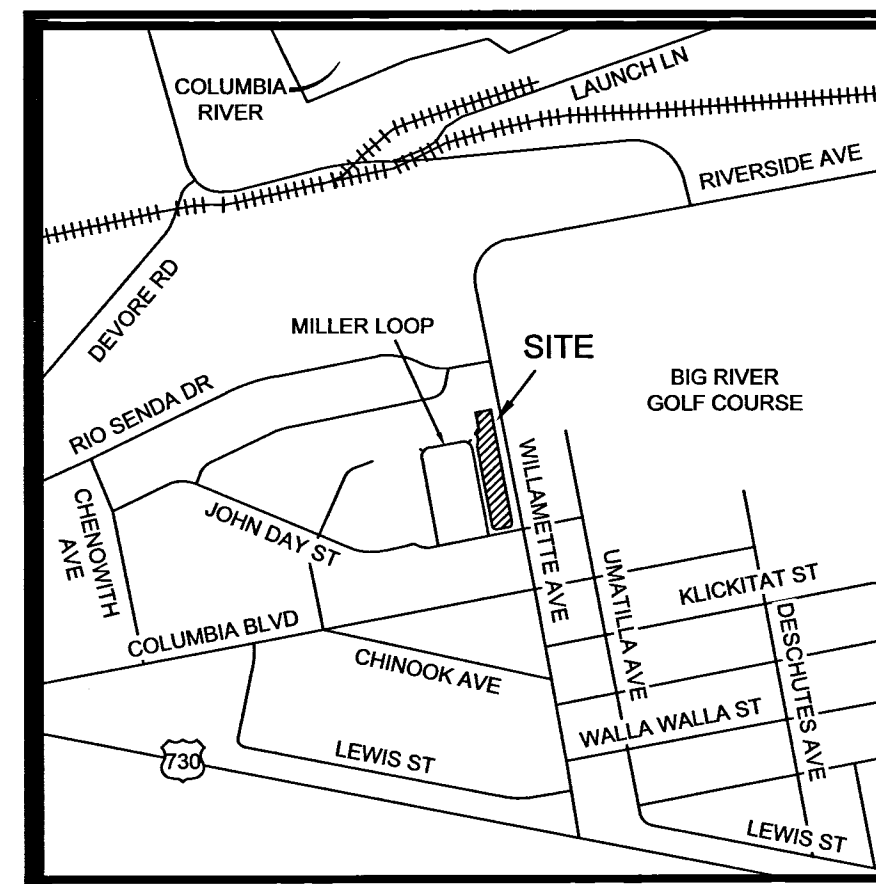 COLUMBIA
RIVER
LAUNCH LN
RIVERSIDE AVE
DEVORE RD
MILLER LOOP
SITE
BIG RIVER
GOLF COURSE
RIO SENDA DR
CHENOWITH
AVE
JOHN DAY ST
WILLAMETTE AVE
UMATILLA AVE
KLICKITAT ST
DESCHUTES AVE
COLUMBIA BLVD
CHINOOK AVE
WALLA WALLA ST
730
LEWIS ST
LEWIS ST